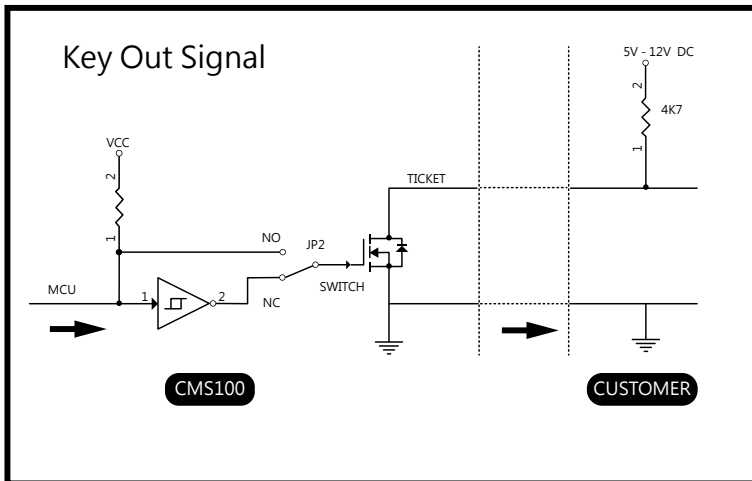 Key Out Signal
5V - 12V DC
2
4K7
1
VCC
2
1
TICKET
NO
JP2
SWITCH
NC
MCU
1
2
CMS100
CUSTOMER